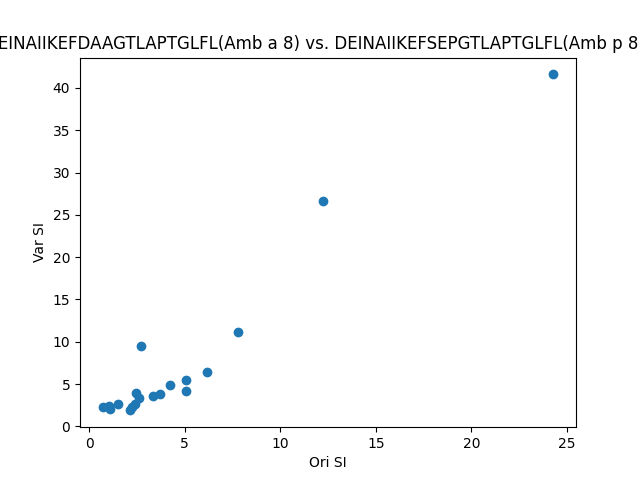 EINAIIKEFDAAGTLAPTGLFL(Amb a 8) vs. DEINAIIKEFSEPGTLAPTGLFL(Amb p 8
40
35
30
25
20
15
10
5
0
Var SI
0 5 10 15 20 25
Ori SI